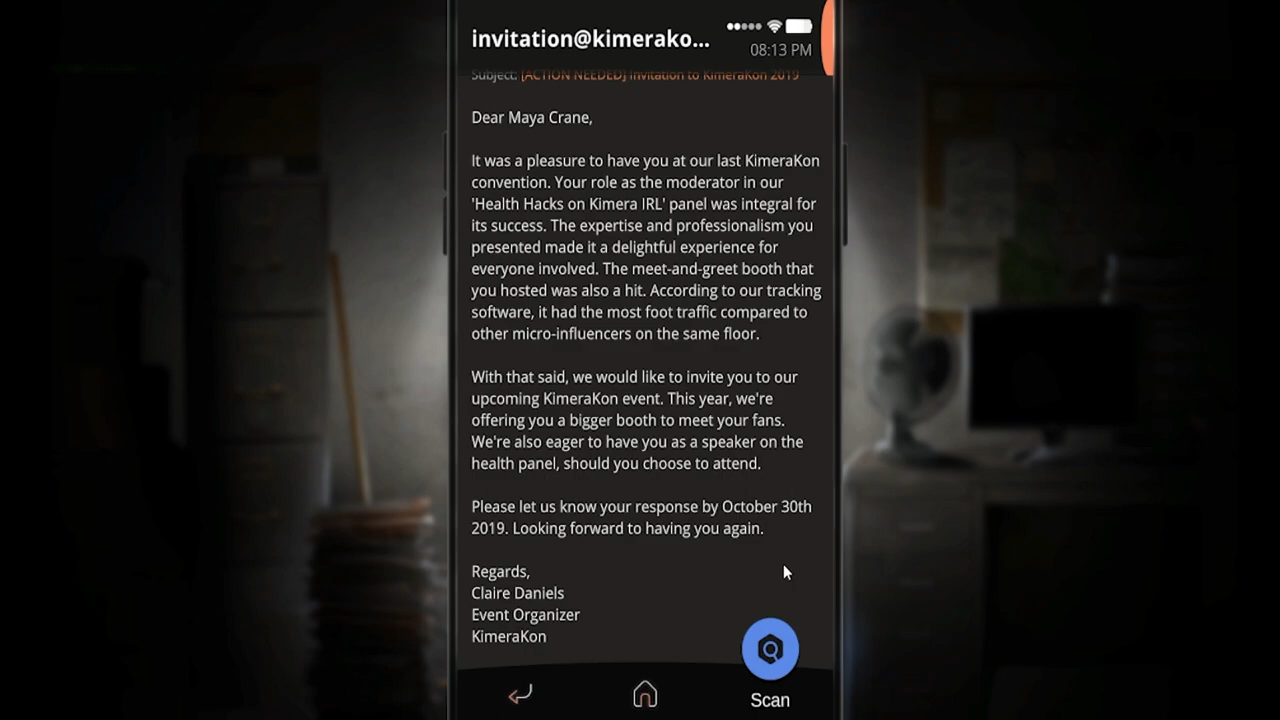 invitation@kimerako...
08:13 PM
Subject: [ACTION NEEDED] Invitation to KimeraKon 2019
Dear Maya Crane,
It was a pleasure to have you at our last KimeraKon
convention. Your role as the moderator in our
'Health Hacks on Kimera IRL' panel was integral for
its success. The expertise and professionalism you
presented made it a delightful experience for
everyone involved. The meet-and-greet booth that
you hosted was also a hit. According to our tracking
software, it had the most foot traffic compared to
other micro-influencers on the same floor.
With that said, we would like to invite you to our
upcoming KimeraKon event. This year, we're
offering you a bigger booth to meet your fans.
We're also eager to have you as a speaker on the
health panel, should you choose to attend.
Please let us know your response by October 30th
2019. Looking forward to having you again.
Regards,
Claire Daniels
Event Organizer
KimeraKon
Scan